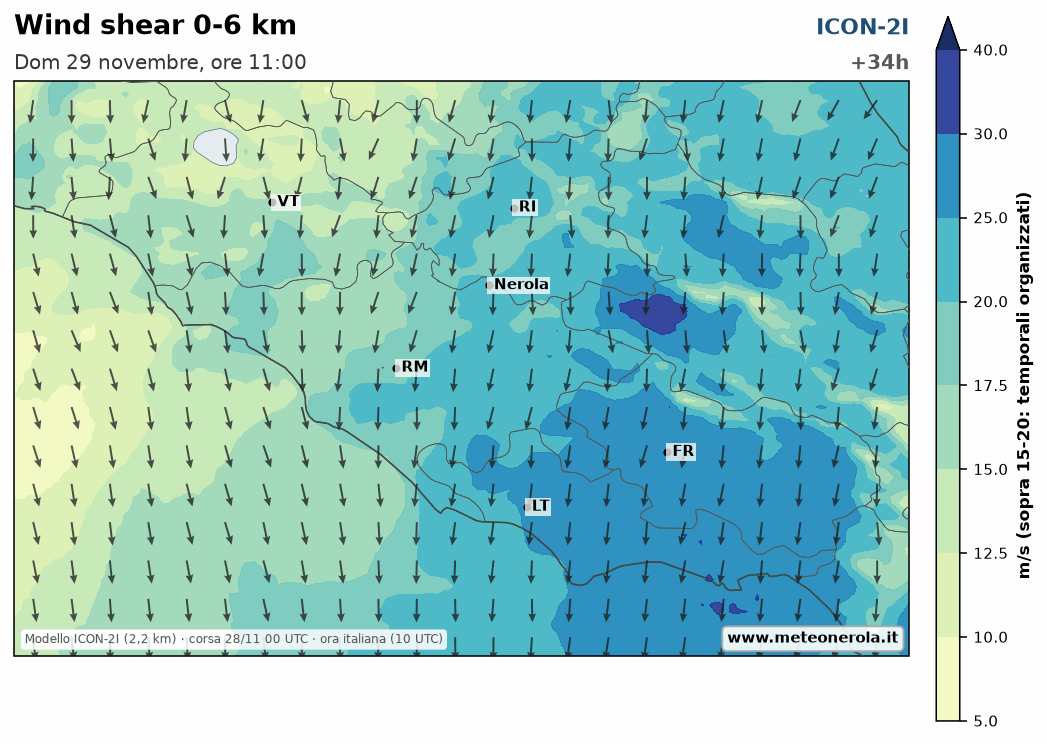 Wind shear 0-6 km
ICON-2I
Dom 29 novembre, ore 11:00
+34h
VT
RI
Nerola
RM
FR
LT
Modello ICON-2I (2,2 km) · corsa 28/11 00 UTC · ora italiana (10 UTC)
www.meteonerola.it
40.0
30.0
25.0
20.0
17.5
15.0
12.5
10.0
5.0
m/s (sopra 15-20: temporali organizzati)